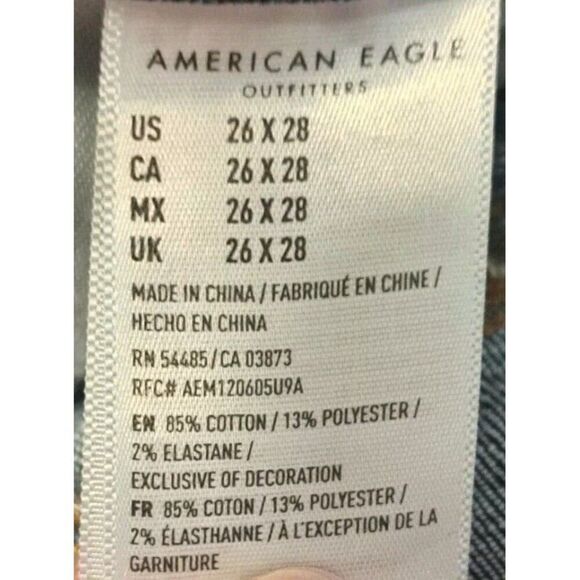 AMERICAN EAGLE
OUTFITTERS
US 26 X 28
CA 26 X 28
MX 26 X 28
UK 26 X 28
MADE IN CHINA / FABRIQUÉ EN CHINE /
HECHO EN CHINA
RN 54485/CA 03873
RFC# AEM120605U9A
EN 85% COTTON / 13% POLYESTER /
2% ELASTANE /
EXCLUSIVE OF DECORATION
FR 85% COTON / 13% POLYESTER /
2% ÉLASTHANNE / À L'EXCEPTION DE LA
GARNITURE